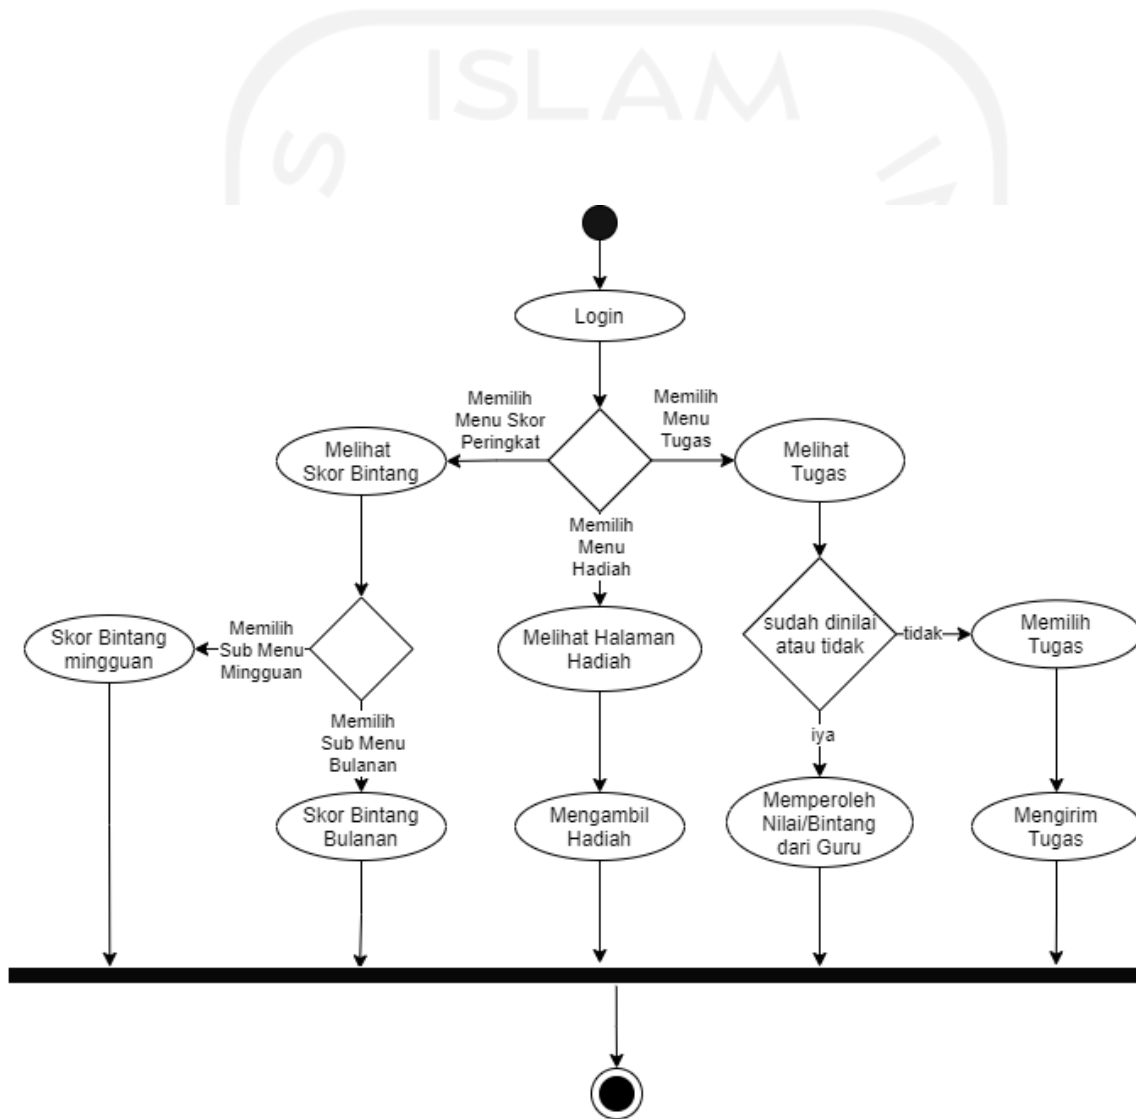 ISLAM
S
Login
Memilih
Menu Skor
Peringkat
Memilih
Menu
Tugas
Melihat
Skor Bintang
Melihat
Tugas
Memilih
Menu
Hadiah
Skor Bintang
mingguan
Memilih
Sub Menu
Mingguan
Melihat Halaman
Hadiah
sudah dinilai
atau tidak
tidak
Memilih
Tugas
Memilih
Sub Menu
Bulanan
iya
Skor Bintang
Bulanan
Mengambil
Hadiah
Memperoleh
Nilai/Bintang
dari Guru
Mengirim
Tugas